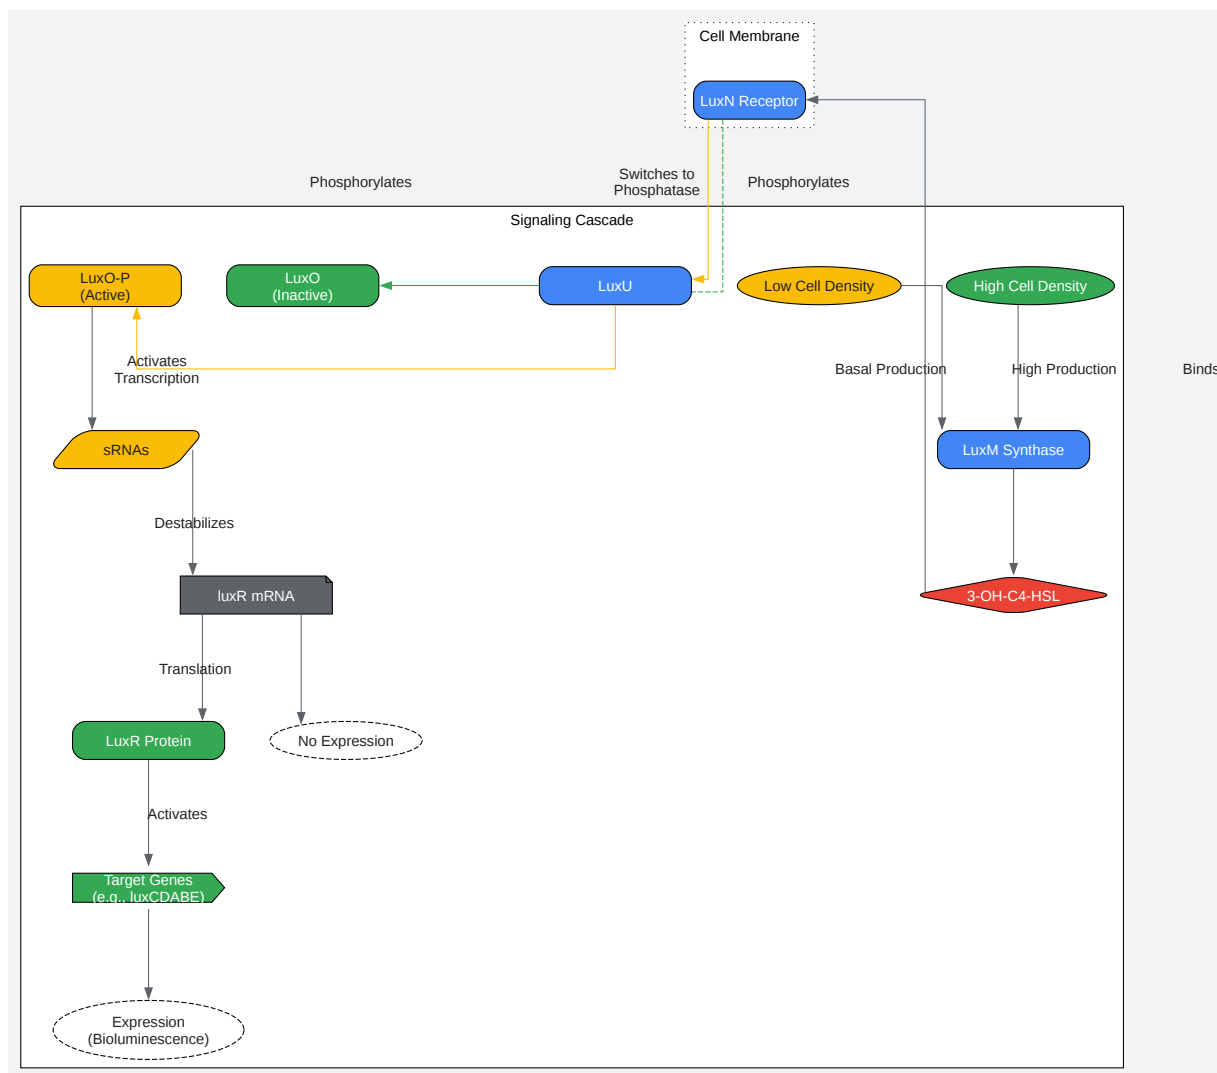 Cell Membrane
LuxN Receptor
Phosphorylates
Switches to
Phosphatase
Phosphorylates
Signaling Cascade
LuxO-P
(Active)
LuxO
(Inactive)
LuxU
Low Cell Density
High Cell Density
Activates
Transcription
Basal Production
High Production
Binds
sRNAs
LuxM Synthase
Destabilizes
luxR mRNA
3-OH-C4-HSL
Translation
LuxR Protein
No Expression
Activates
Target Genes
(e.g., luxCDABE)
Expression
(Bioluminescence)